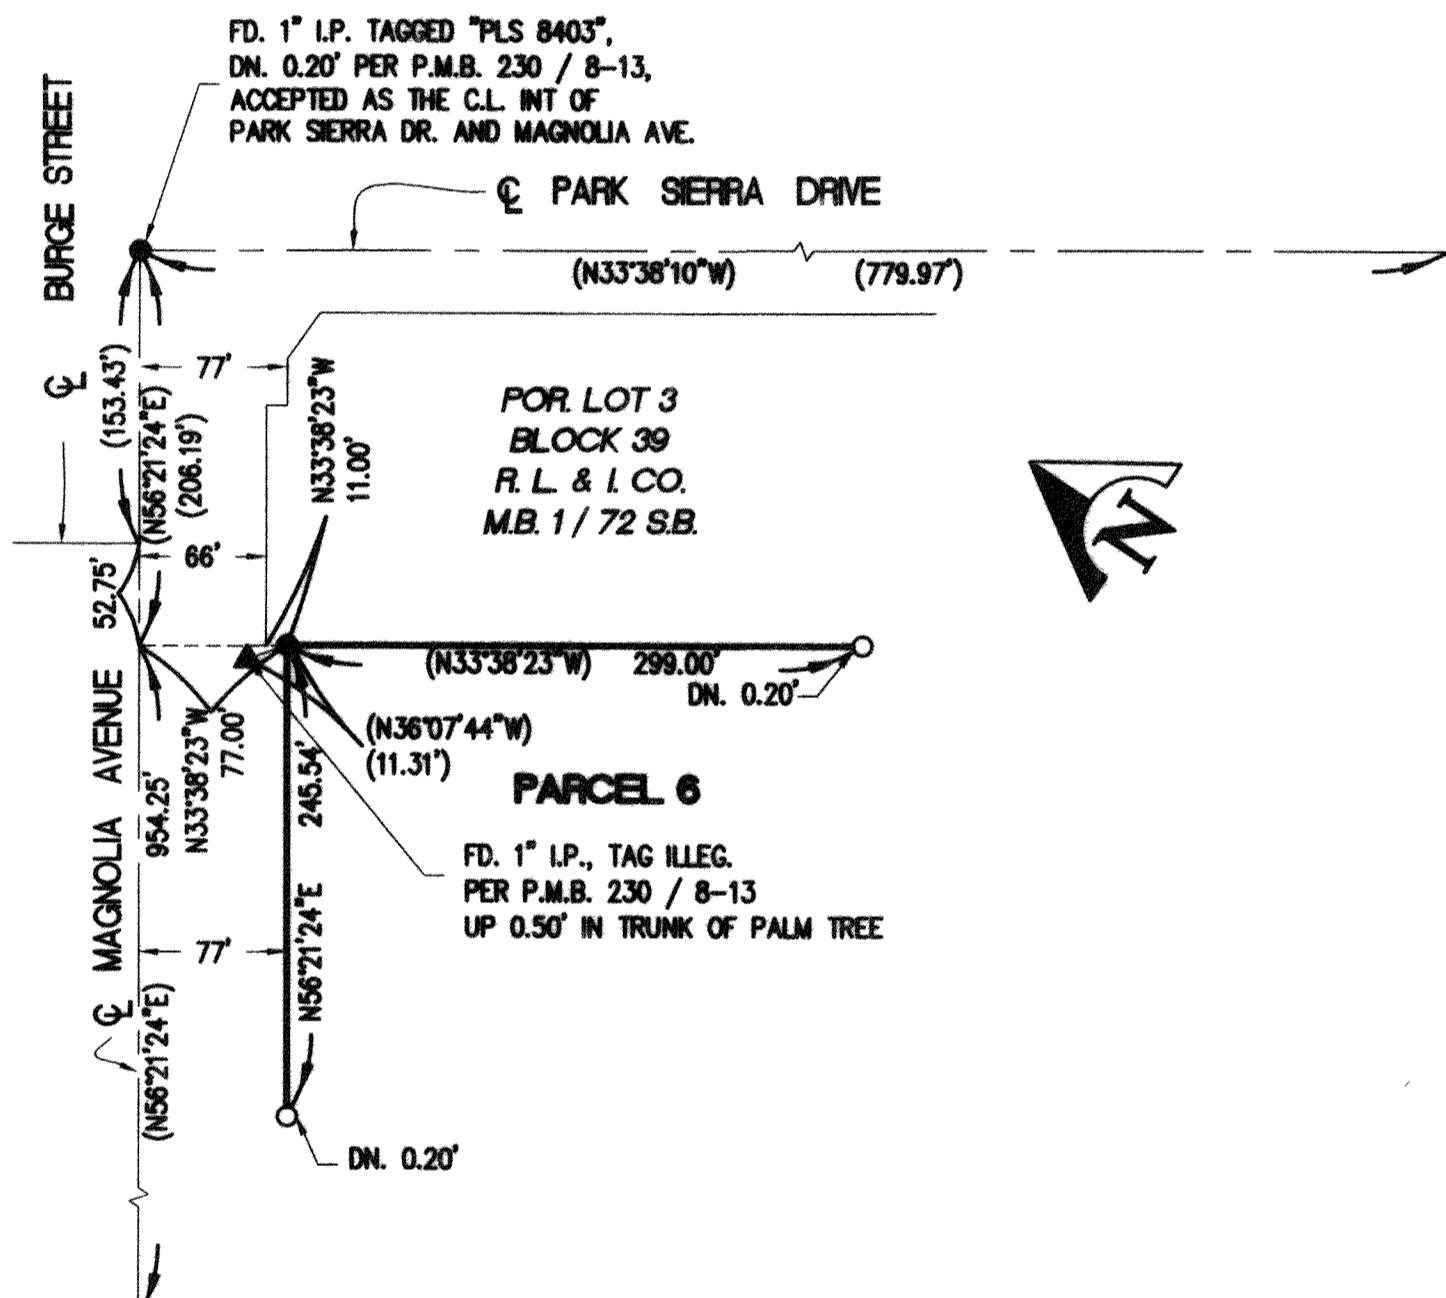 FD. 1" I.P. TAGGED "PLS 8403",
DN. 0.20' PER P.M.B. 230 / 8-13,
ACCEPTED AS THE C.L. INT OF
PARK SIERRA DR. AND MAGNOLIA AVE.
℄ BURGE STREET
℄ PARK SIERRA DRIVE
(N33°38'10"W) (779.97')
(153.43')
(N56°21'24"E)
(206.19')
77'
N33°38'23"W
11.00'
POR. LOT 3
BLOCK 39
R. L. & I. CO.
M.B. 1 / 72 S.B.
N
66'
52.75'
(N33°38'23"W) 299.00'
DN. 0.20'
(N36°07'44"W)
(11.31')
N33°38'23"W
77.00'
954.25'
℄ MAGNOLIA AVENUE
N56°21'24"E 245.54'
PARCEL 6
FD. 1" I.P., TAG ILLEG.
PER P.M.B. 230 / 8-13
UP 0.50' IN TRUNK OF PALM TREE
77'
(N56°21'24"E)
DN. 0.20'